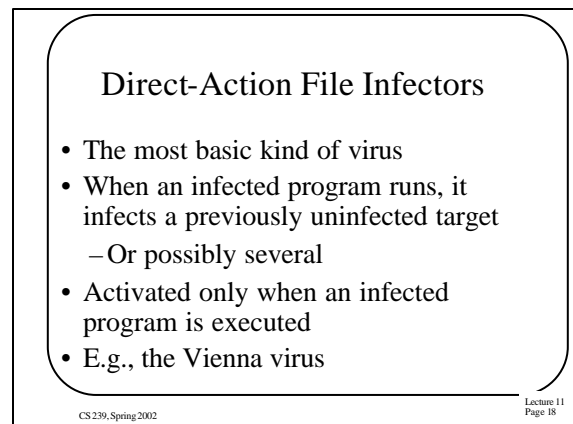 Direct-Action File Infectors
• The most basic kind of virus
• When an infected program runs, it
infects a previously uninfected target
– Or possibly several
• Activated only when an infected
program is executed
• E.g., the Vienna virus
CS 239, Spring 2002
Lecture 11
Page 18